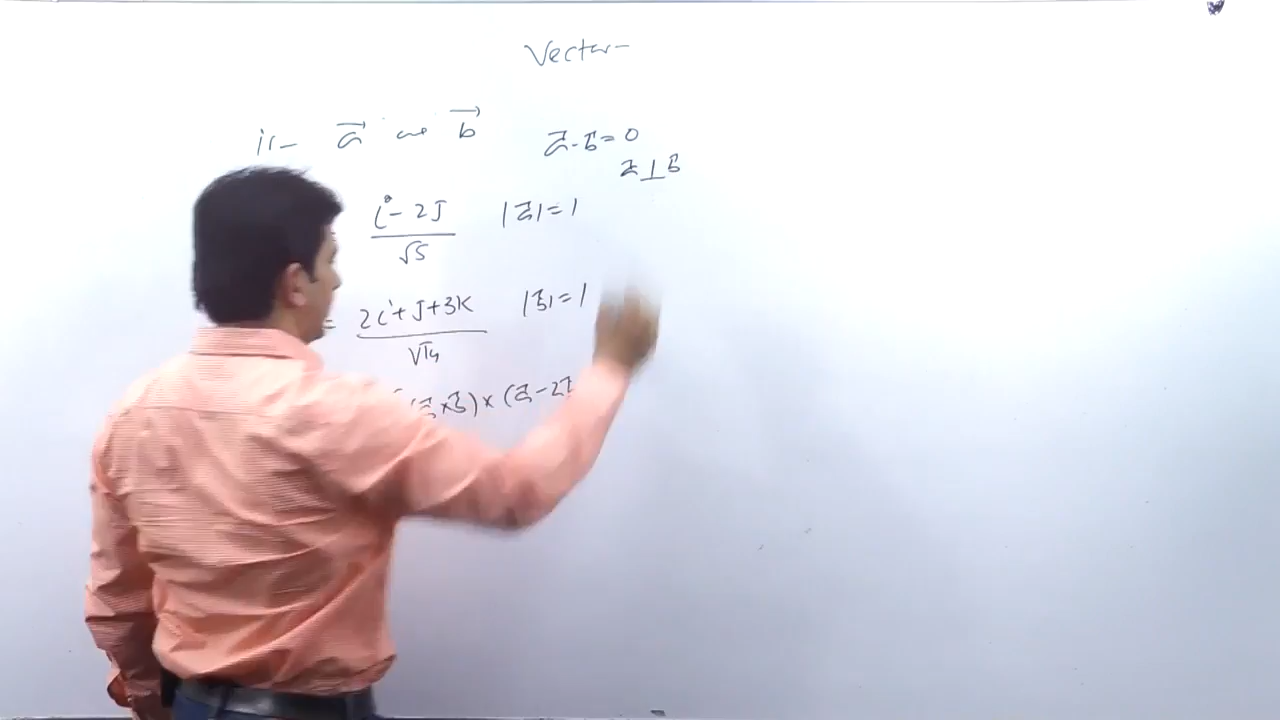 Vector
a⃗ b⃗
a⃗ . b⃗ = 0
a⃗ ⊥ b⃗
i - 2J / √5 |a⃗| = 1
= 2i + J + 3K / √14 |b⃗| = 1
(a⃗ × b⃗) × (a⃗ - 2b⃗